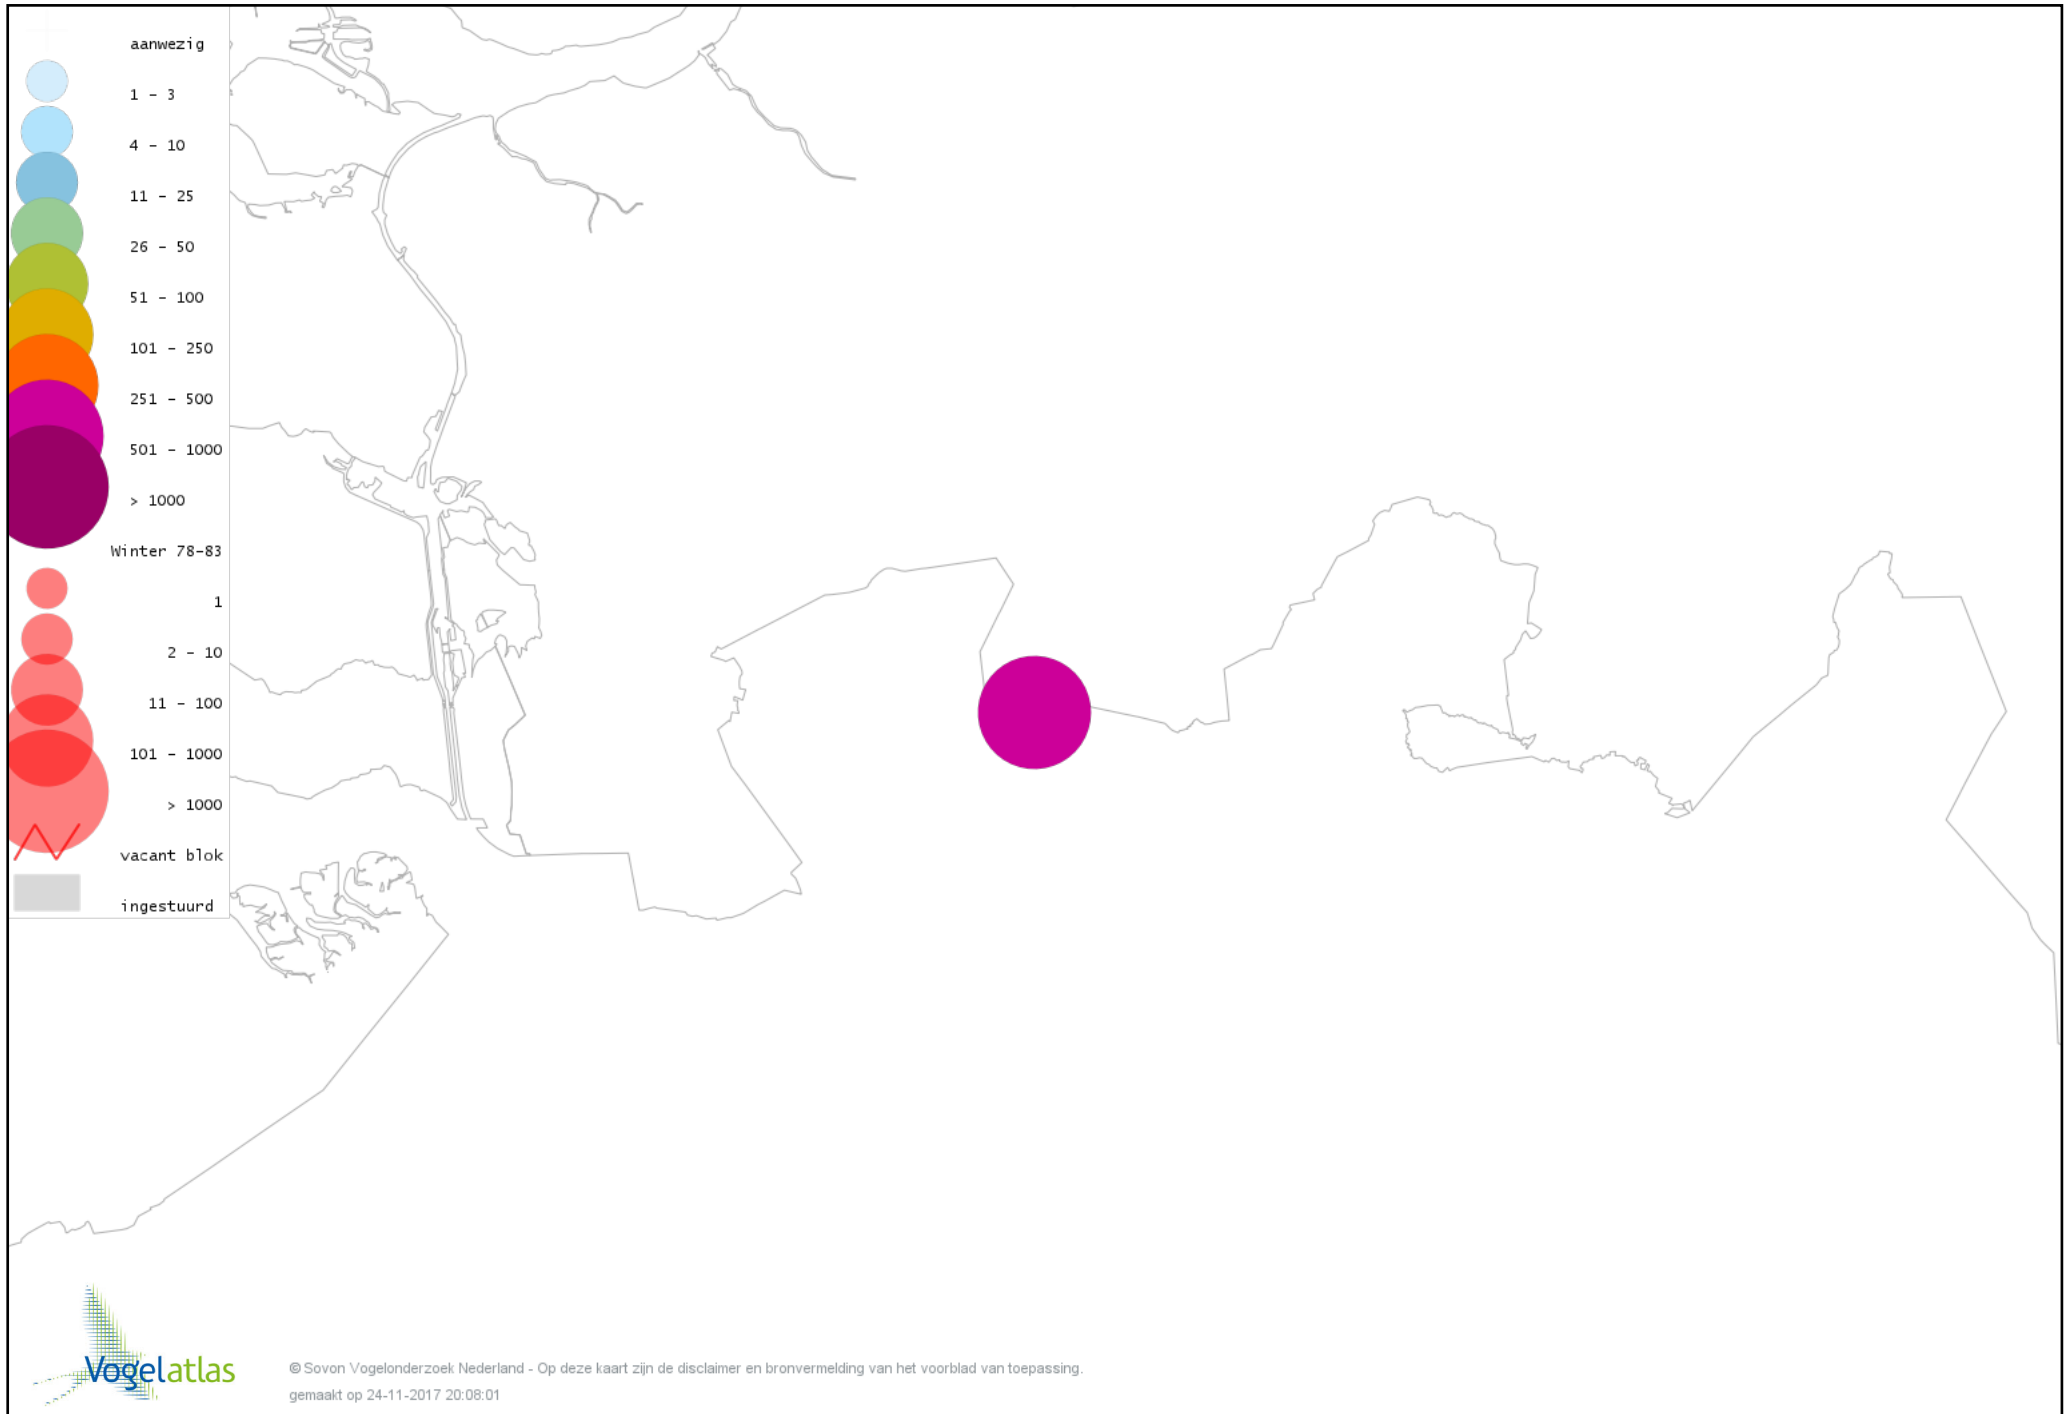 aanwezig
1 - 3
4 - 10
11 - 25
26 - 50
51 - 100
101 - 250
251 - 500
501 - 1000
> 1000
Winter 78-83
1
2 - 10
11 - 100
101 - 1000
> 1000
vacant blok
ingestuurd
Vogelatlas
© Sovon Vogelonderzoek Nederland - Op deze kaart zijn de disclaimer en bronvermelding van het voorblad van toepassing.
gemaakt op 24-11-2017 20:08:01